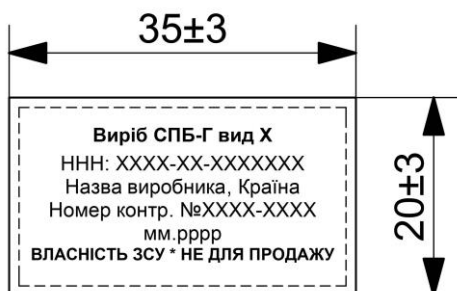 35±3
Виріб СПБ-Г вид Х
ННН: ХХХХ-ХХ-ХХХХХХХ
Назва виробника, Країна
Номер контр. №ХХХХ-ХХХХ
мм.рррр
ВЛАСНІСТЬ ЗСУ * НЕ ДЛЯ ПРОДАЖУ
20±3